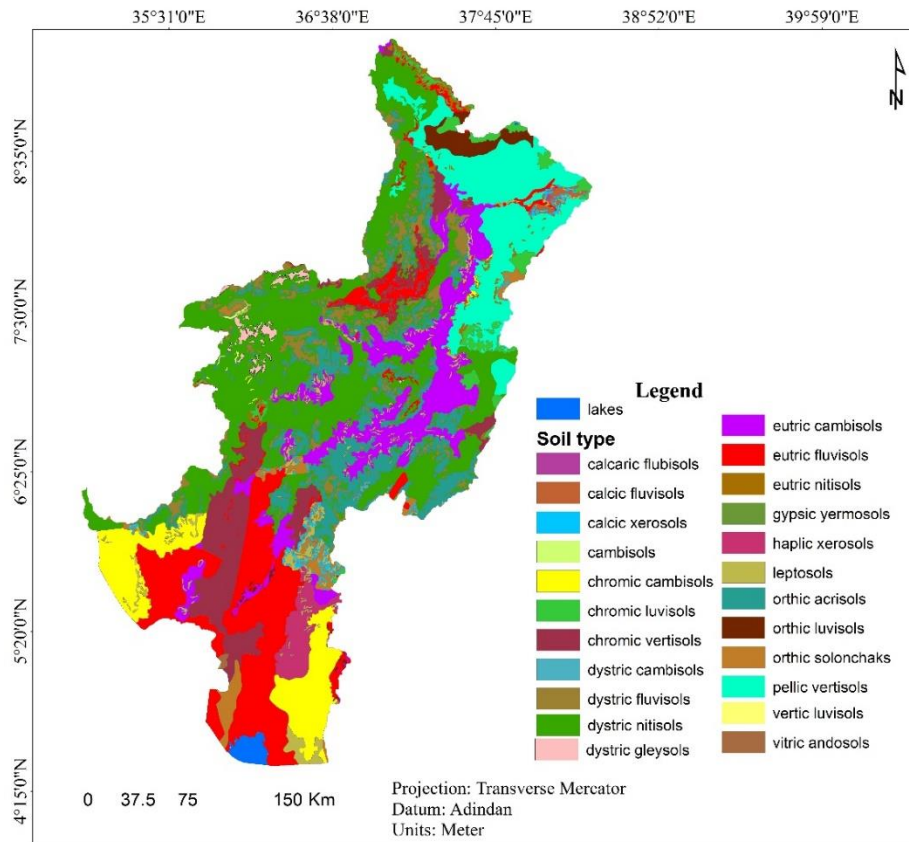 35°31'0"E 36°38'0"E 37°45'0"E 38°52'0"E 39°59'0"E
N
8°35'0"N
7°30'0"N
6°25'0"N
5°20'0"N
4°15'0"N
Legend
lakes
Soil type
calcaric flubisols
calcic fluvisols
calcic xerosols
cambisols
chromic cambisols
chromic luvisols
chromic vertisols
dystric cambisols
dystric fluvisols
dystric nitisols
dystric gleysols
eutric cambisols
eutric fluvisols
eutric nitisols
gypsic yermosols
haplic xerosols
leptosols
orthic acrisols
orthic luvisols
orthic solonchaks
pellic vertisols
vertic luvisols
vitric andosols
0 37.5 75 150 Km
Projection: Transverse Mercator
Datum: Adindan
Units: Meter